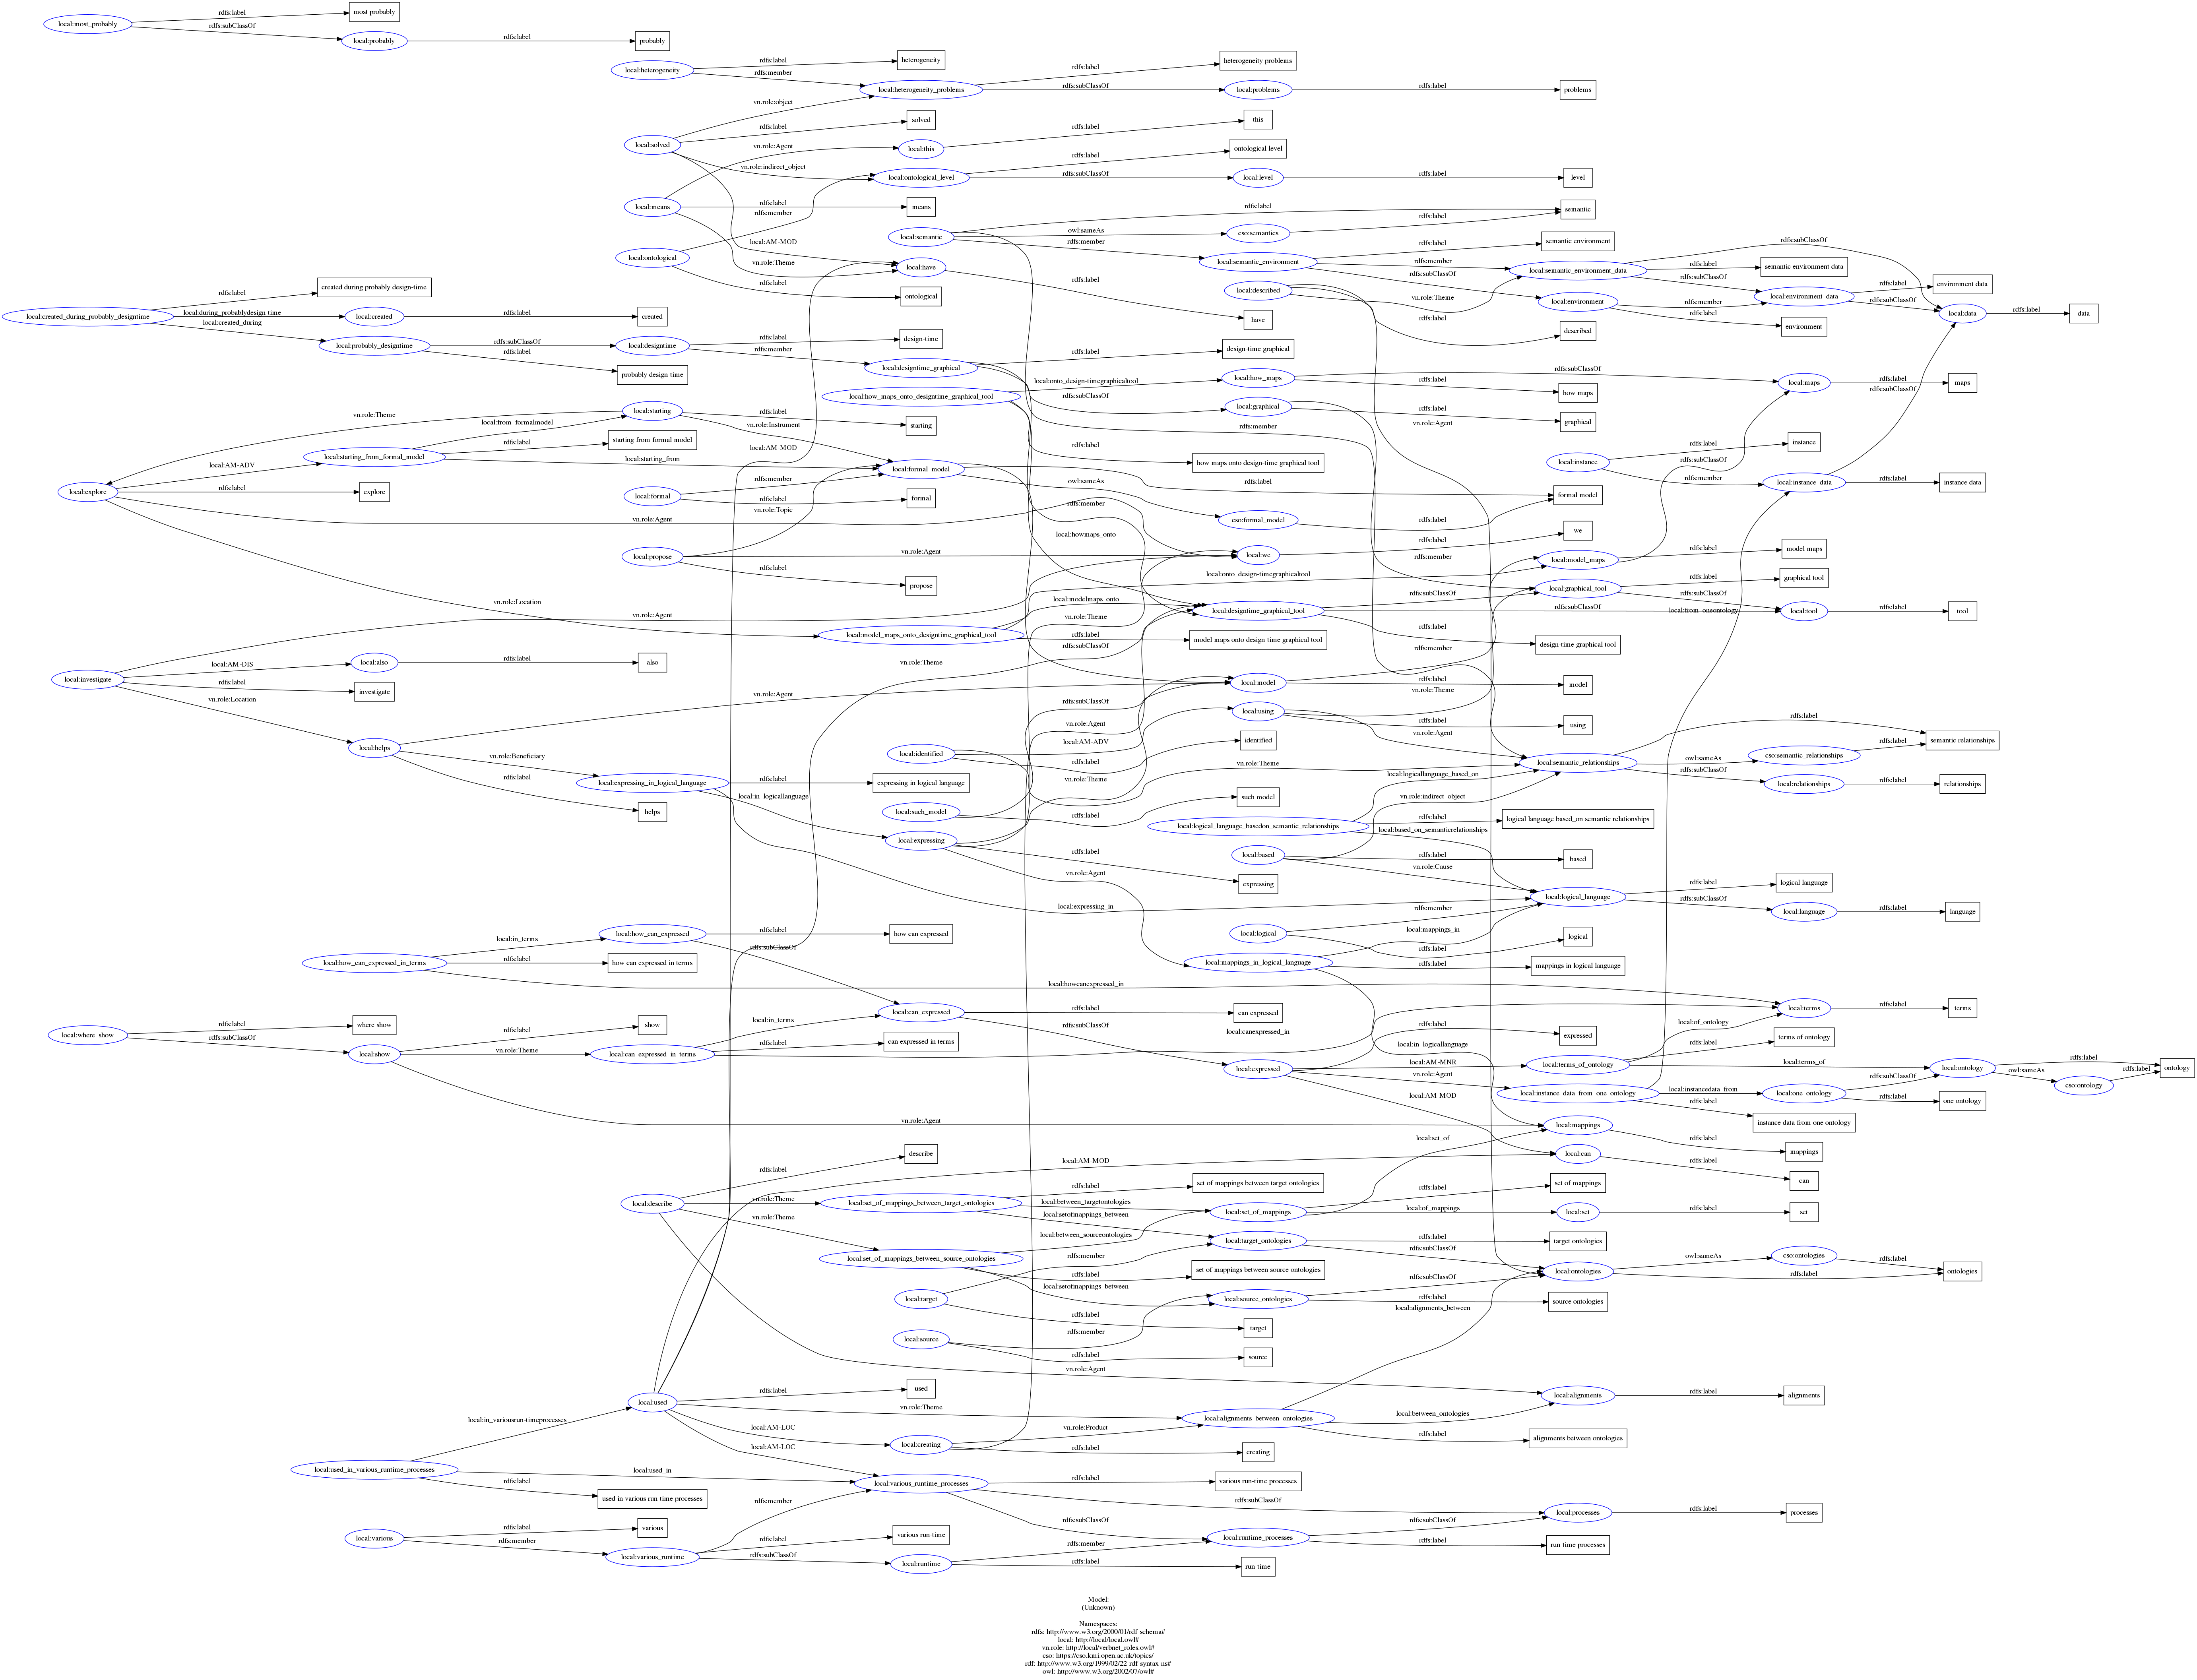 rdfs:label
most probably
local:most_probably
rdfs:subClassOf
local:probably
rdfs:label
probably
local:heterogeneity
rdfs:label
heterogeneity
rdfs:member
local:heterogeneity_problems
rdfs:label
heterogeneity problems
rdfs:subClassOf
local:problems
rdfs:label
problems
vn.role:object
local:solved
rdfs:label
solved
vn.role:Agent
local:this
rdfs:label
this
vn.role:indirect_object
local:ontological_level
rdfs:label
ontological level
rdfs:subClassOf
local:level
rdfs:label
level
local:means
rdfs:label
means
rdfs:member
local:AM-MOD
vn.role:Theme
local:ontological
rdfs:label
ontological
local:have
rdfs:label
have
local:semantic
rdfs:label
semantic
owl:sameAs
cso:semantics
rdfs:label
rdfs:member
local:semantic_environment
rdfs:label
semantic environment
rdfs:member
local:semantic_environment_data
rdfs:subClassOf
rdfs:label
semantic environment data
rdfs:subClassOf
local:environment
rdfs:subClassOf
local:environment_data
rdfs:label
environment data
rdfs:member
rdfs:label
environment
rdfs:subClassOf
local:data
rdfs:label
data
local:described
vn.role:Theme
rdfs:label
described
local:created_during_probably_designtime
rdfs:label
created during probably design-time
local:during_probablydesign-time
local:created
rdfs:label
created
local:created_during
local:probably_designtime
rdfs:subClassOf
rdfs:label
probably design-time
local:designtime
rdfs:label
design-time
rdfs:member
local:designtime_graphical
rdfs:label
design-time graphical
rdfs:subClassOf
local:graphical
rdfs:label
graphical
vn.role:Agent
rdfs:member
local:how_maps_onto_designtime_graphical_tool
local:onto_design-timegraphicaltool
local:how_maps
rdfs:subClassOf
rdfs:label
how maps
local:maps
rdfs:label
maps
rdfs:subClassOf
rdfs:label
how maps onto design-time graphical tool
vn.role:Theme
local:from_formalmodel
local:starting
rdfs:label
starting
vn.role:Instrument
local:AM-MOD
local:starting_from_formal_model
rdfs:label
starting from formal model
local:starting_from
local:AM-ADV
local:explore
rdfs:label
explore
vn.role:Agent
vn.role:Location
local:formal_model
rdfs:label
formal model
owl:sameAs
cso:formal_model
rdfs:label
local:formal
rdfs:member
rdfs:label
formal
vn.role:Topic
rdfs:member
local:howmaps_onto
local:instance
rdfs:label
instance
rdfs:member
rdfs:subClassOf
local:instance_data
rdfs:label
instance data
local:propose
vn.role:Agent
rdfs:label
propose
local:we
rdfs:label
we
rdfs:member
local:onto_design-timegraphicaltool
local:model_maps
rdfs:label
model maps
local:graphical_tool
rdfs:label
graphical tool
rdfs:subClassOf
rdfs:subClassOf
local:designtime_graphical_tool
rdfs:subClassOf
local:from_oneontology
local:tool
rdfs:label
tool
rdfs:label
design-time graphical tool
vn.role:Agent
local:model_maps_onto_designtime_graphical_tool
local:modelmaps_onto
vn.role:Theme
rdfs:label
model maps onto design-time graphical tool
rdfs:subClassOf
rdfs:member
local:investigate
local:AM-DIS
local:also
rdfs:label
also
rdfs:label
investigate
vn.role:Location
vn.role:Theme
vn.role:Agent
local:model
rdfs:label
model
vn.role:Theme
rdfs:subClassOf
local:using
rdfs:label
using
vn.role:Agent
vn.role:Agent
local:helps
vn.role:Beneficiary
rdfs:label
helps
local:identified
local:AM-ADV
rdfs:label
identified
vn.role:Theme
vn.role:Theme
local:semantic_relationships
rdfs:label
semantic relationships
owl:sameAs
cso:semantic_relationships
rdfs:label
rdfs:subClassOf
local:relationships
rdfs:label
relationships
local:expressing_in_logical_language
rdfs:label
expressing in logical language
local:in_logicallanguage
local:such_model
rdfs:label
such model
local:logicallanguage_based_on
vn.role:indirect_object
local:logical_language_basedon_semantic_relationships
rdfs:label
logical language based_on semantic relationships
local:based_on_semanticrelationships
local:expressing
rdfs:label
expressing
vn.role:Agent
local:based
rdfs:label
based
vn.role:Cause
local:expressing_in
local:logical_language
rdfs:label
logical language
rdfs:subClassOf
local:language
rdfs:label
language
rdfs:member
local:logical
rdfs:label
logical
local:mappings_in
local:mappings_in_logical_language
rdfs:label
mappings in logical language
local:in_terms
local:how_can_expressed
rdfs:label
how can expressed
rdfs:subClassOf
local:how_can_expressed_in_terms
rdfs:label
how can expressed in terms
local:howcanexpressed_in
local:terms
rdfs:label
terms
local:can_expressed
rdfs:label
can expressed
rdfs:subClassOf
local:where_show
rdfs:label
where show
rdfs:subClassOf
local:show
rdfs:label
show
vn.role:Theme
local:can_expressed_in_terms
local:in_terms
rdfs:label
can expressed in terms
local:canexpressed_in
vn.role:Agent
local:expressed
rdfs:label
expressed
local:in_logicallanguage
local:AM-MNR
vn.role:Agent
local:AM-MOD
local:terms_of_ontology
local:of_ontology
rdfs:label
terms of ontology
local:terms_of
local:ontology
rdfs:label
ontology
owl:sameAs
cso:ontology
rdfs:label
local:instance_data_from_one_ontology
local:instancedata_from
local:one_ontology
rdfs:subClassOf
rdfs:label
one ontology
rdfs:label
instance data from one ontology
local:mappings
rdfs:label
mappings
local:set_of
local:AM-MOD
local:can
rdfs:label
can
local:describe
rdfs:label
describe
vn.role:Theme
local:set_of_mappings_between_target_ontologies
rdfs:label
set of mappings between target ontologies
local:between_targetontologies
local:setofmappings_between
local:set_of_mappings
rdfs:label
set of mappings
local:of_mappings
local:set
rdfs:label
set
vn.role:Theme
local:set_of_mappings_between_source_ontologies
local:between_sourceontologies
rdfs:label
set of mappings between source ontologies
local:setofmappings_between
local:target_ontologies
rdfs:label
target ontologies
rdfs:subClassOf
rdfs:member
local:ontologies
owl:sameAs
cso:ontologies
rdfs:label
ontologies
rdfs:label
local:target
rdfs:label
target
local:source_ontologies
rdfs:subClassOf
rdfs:label
source ontologies
local:alignments_between
local:source
rdfs:member
rdfs:label
source
vn.role:Agent
local:alignments
rdfs:label
alignments
local:used
rdfs:label
used
vn.role:Theme
local:alignments_between_ontologies
local:between_ontologies
rdfs:label
alignments between ontologies
local:in_variousrun-timeprocesses
local:AM-LOC
local:AM-LOC
local:creating
vn.role:Product
rdfs:label
creating
local:used_in_various_runtime_processes
local:used_in
rdfs:label
used in various run-time processes
local:various_runtime_processes
rdfs:label
various run-time processes
rdfs:subClassOf
rdfs:subClassOf
local:processes
rdfs:label
processes
local:various
rdfs:label
various
rdfs:member
local:various_runtime
rdfs:member
rdfs:label
various run-time
rdfs:subClassOf
local:runtime
rdfs:member
rdfs:label
run-time
local:runtime_processes
rdfs:subClassOf
rdfs:label
run-time processes
Model:
(Unknown)
Namespaces:
rdfs: http://www.w3.org/2000/01/rdf-schema#
local: http://local/local.owl#
vn.role: http://local/verbnet_roles.owl#
cso: https://cso.kmi.open.ac.uk/topics/
rdf: http://www.w3.org/1999/02/22-rdf-syntax-ns#
owl: http://www.w3.org/2002/07/owl#